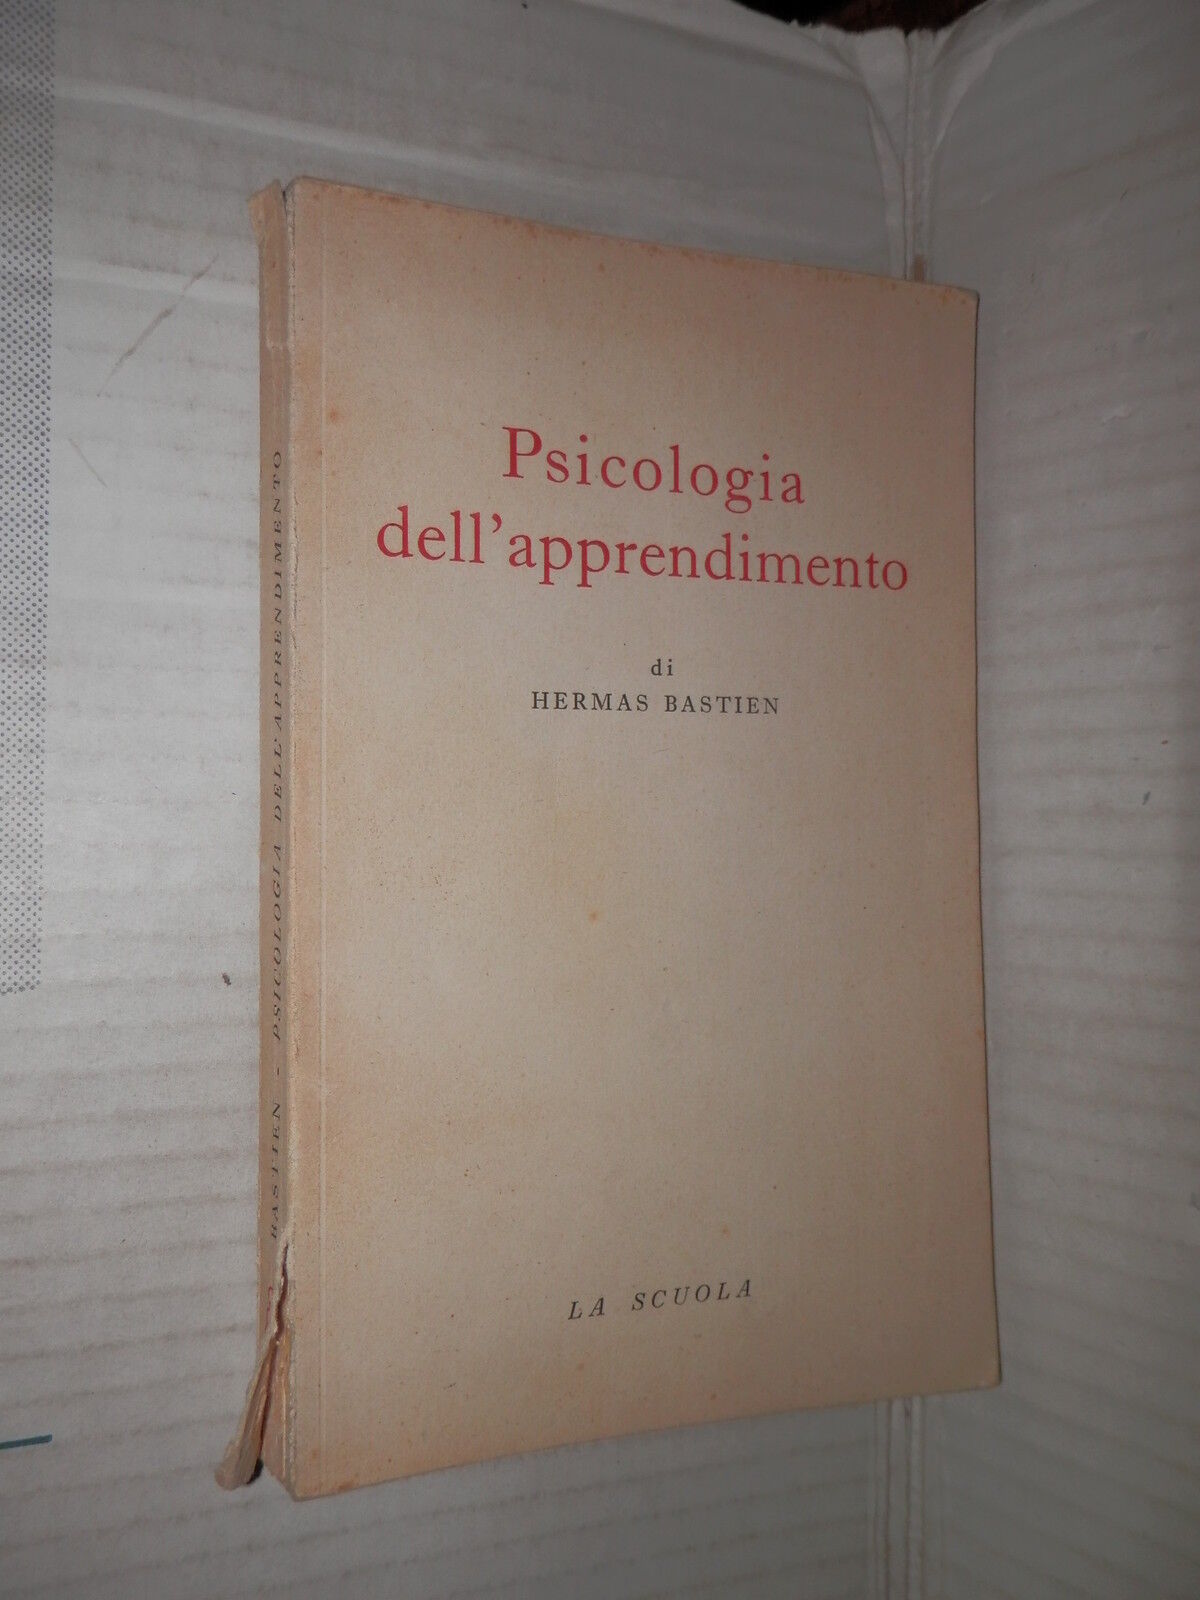 Psicologia
dell'apprendimento
di
HERMAS BASTIEN
LA SCUOLA
BASTIEN - PSICOLOGIA DELL'APPRENDIMENTO